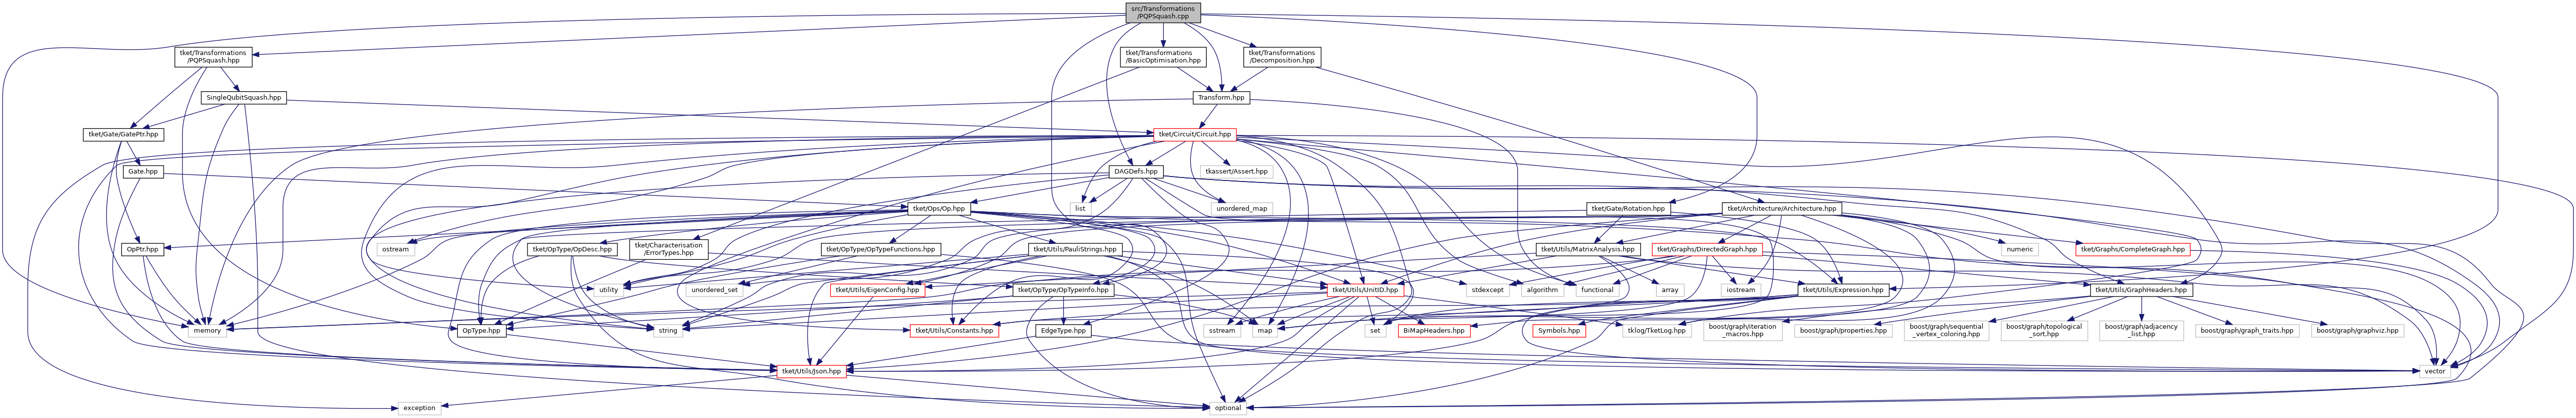 src/Transformations
/PQPSquash.cpp
tket/Transformations
/PQPSquash.hpp
tket/Transformations
/BasicOptimisation.hpp
tket/Transformations
/Decomposition.hpp
SingleQubitSquash.hpp
Transform.hpp
tket/Gate/GatePtr.hpp
tket/Circuit/Circuit.hpp
Gate.hpp
DAGDefs.hpp
tkassert/Assert.hpp
list
unordered_map
tket/Ops/Op.hpp
tket/Gate/Rotation.hpp
tket/Architecture/Architecture.hpp
ostream
OpPtr.hpp
tket/OpType/OpDesc.hpp
tket/Characterisation
/ErrorTypes.hpp
tket/OpType/OpTypeFunctions.hpp
tket/Utils/PauliStrings.hpp
tket/Utils/MatrixAnalysis.hpp
tket/Graphs/DirectedGraph.hpp
numeric
tket/Graphs/CompleteGraph.hpp
utility
unordered_set
tket/Utils/EigenConfig.hpp
tket/OpType/OpTypeInfo.hpp
tket/Utils/UnitID.hpp
stdexcept
algorithm
functional
array
iostream
tket/Utils/Expression.hpp
tket/Utils/GraphHeaders.hpp
memory
OpType.hpp
string
tket/Utils/Constants.hpp
EdgeType.hpp
sstream
map
set
BiMapHeaders.hpp
Symbols.hpp
tklog/TketLog.hpp
boost/graph/iteration
_macros.hpp
boost/graph/properties.hpp
boost/graph/sequential
_vertex_coloring.hpp
boost/graph/topological
_sort.hpp
boost/graph/adjacency
_list.hpp
boost/graph/graph_traits.hpp
boost/graph/graphviz.hpp
tket/Utils/Json.hpp
vector
exception
optional